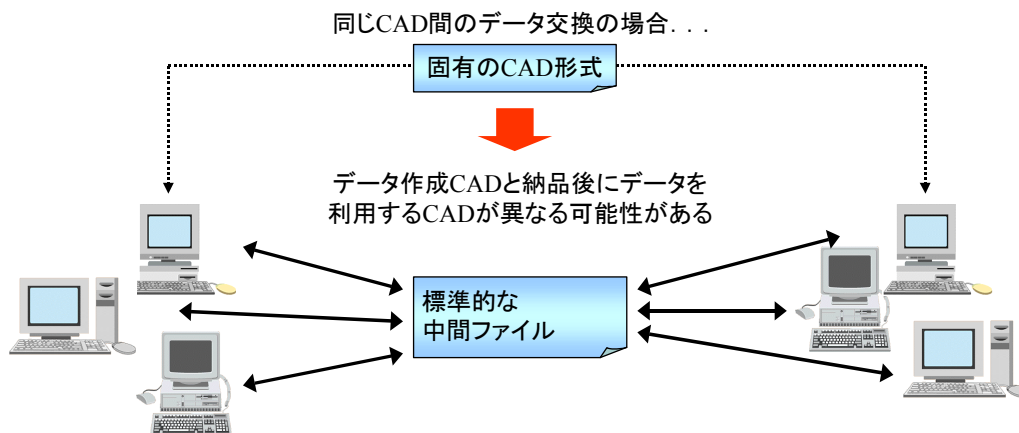 同じCAD間のデータ交換の場合. . .
固有のCAD形式
データ作成CADと納品後にデータを
利用するCADが異なる可能性がある
標準的な
中間ファイル